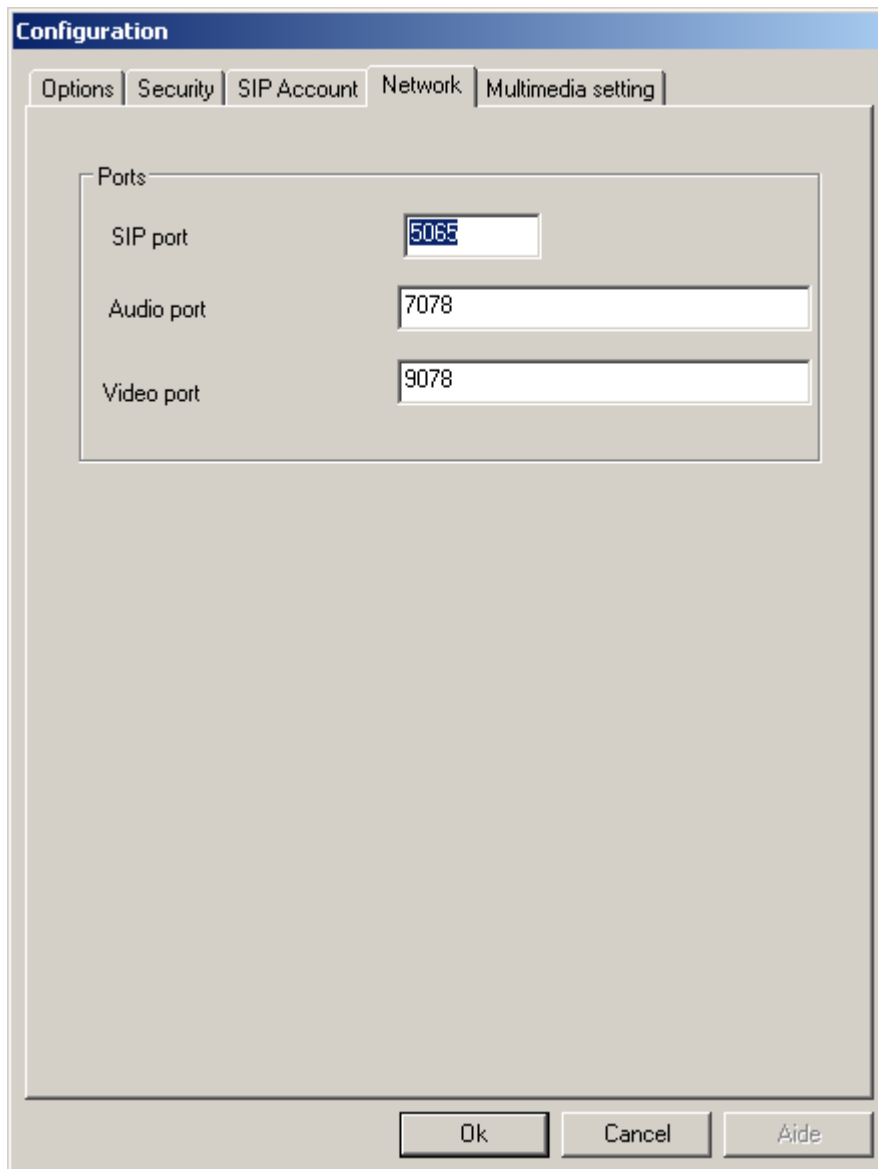 Configuration
Options Security SIP Account Network Multimedia setting
Ports
SIP port 5065
Audio port 7078
Video port 9078
Ok Cancel Aide